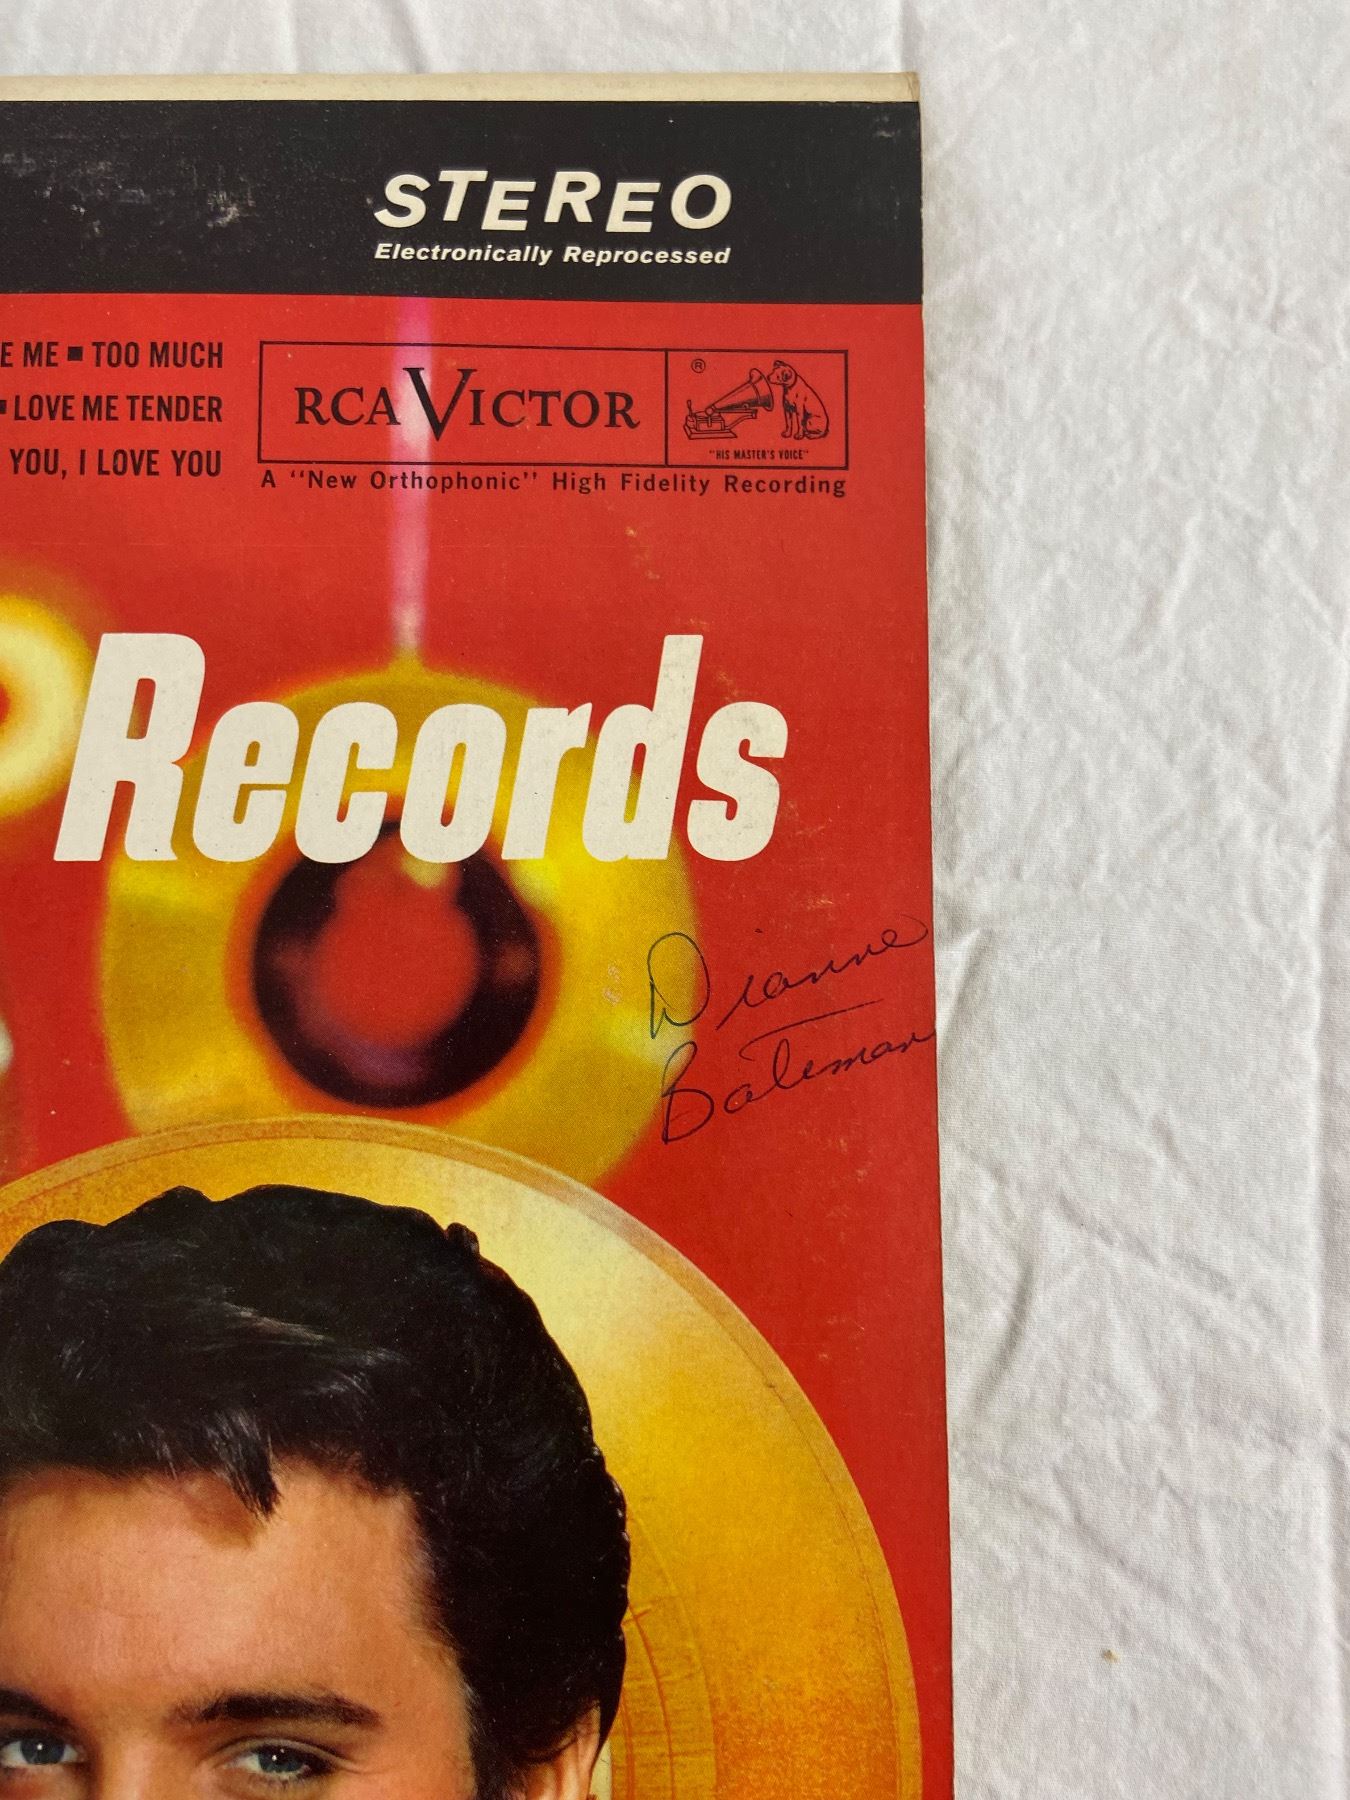 STEREO
Electronically Reprocessed
E ME ▪ TOO MUCH
▪ LOVE ME TENDER
YOU, I LOVE YOU
RCA VICTOR
®
"HIS MASTER'S VOICE"
A "New Orthophonic" High Fidelity Recording
Records
Dianne
Bateman